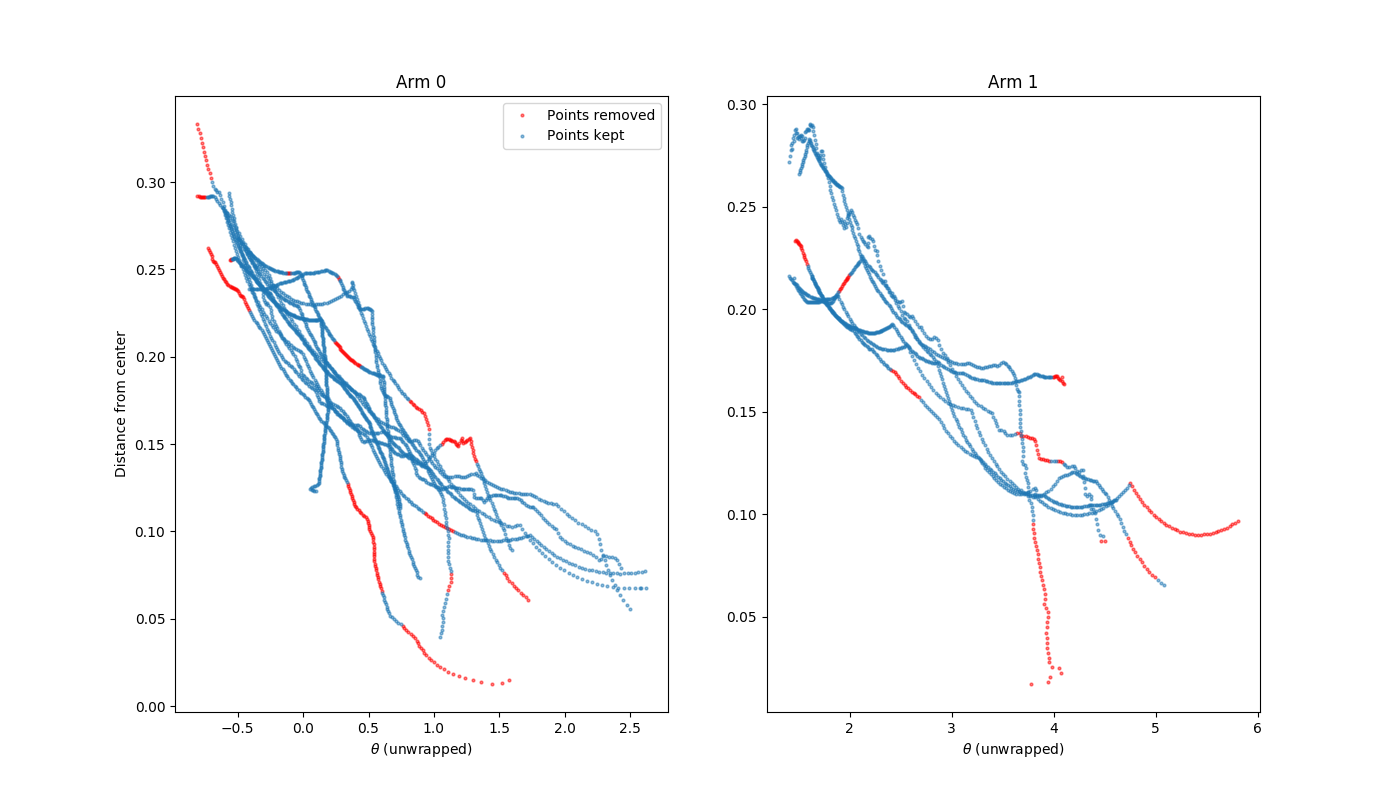 Arm 0
Points removed
Points kept
Distance from center
0.30
0.25
0.20
0.15
0.10
0.05
0.00
−0.5 0.0 0.5 1.0 1.5 2.0 2.5
θ (unwrapped)
Arm 1
0.30
0.25
0.20
0.15
0.10
0.05
2 3 4 5 6
θ (unwrapped)